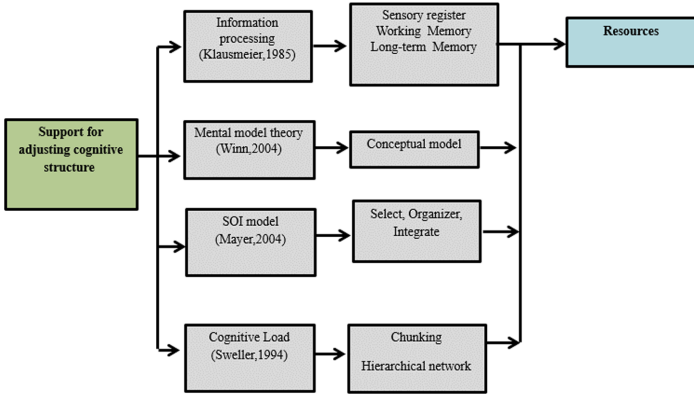 Information
processing
(Klausmeier,1985)
Sensory register
Working Memory
Long-term Memory
Resources
Support for
adjusting cognitive
structure
Mental model theory
(Winn,2004)
Conceptual model
SOI model
(Mayer,2004)
Select, Organizer,
Integrate
Cognitive Load
(Sweller,1994)
Chunking
Hierarchical network